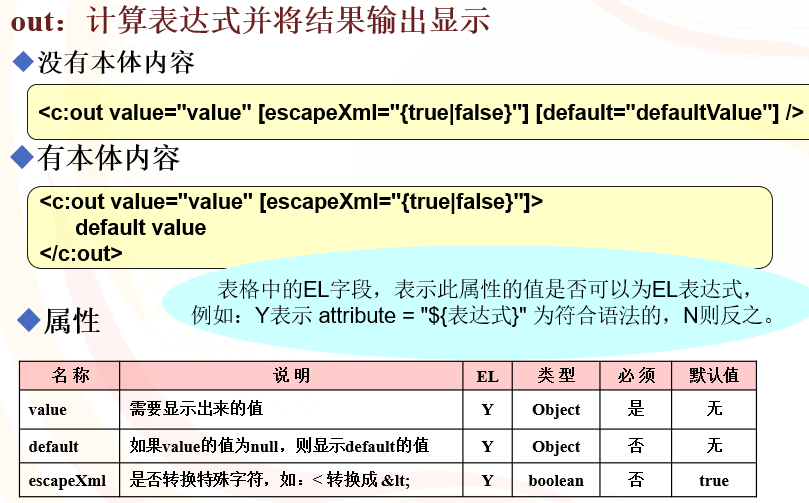 out：计算表达式并将结果输出显示
没有本体内容
<c:out value="value" [escapeXml="{true|false}"] [default="defaultValue"] />
有本体内容
<c:out value="value" [escapeXml="{true|false}"]>
default value
</c:out>
表格中的EL字段，表示此属性的值是否可以为EL表达式，
例如：Y表示 attribute = "${表达式}" 为符合语法的，N则反之。
属性
名 称 说 明 EL 类 型 必 须 默认值
value 需要显示出来的值 Y Object 是 无
default 如果value的值为null，则显示default的值 Y Object 否 无
escapeXml 是否转换特殊字符，如：< 转换成 &lt; Y boolean 否 true